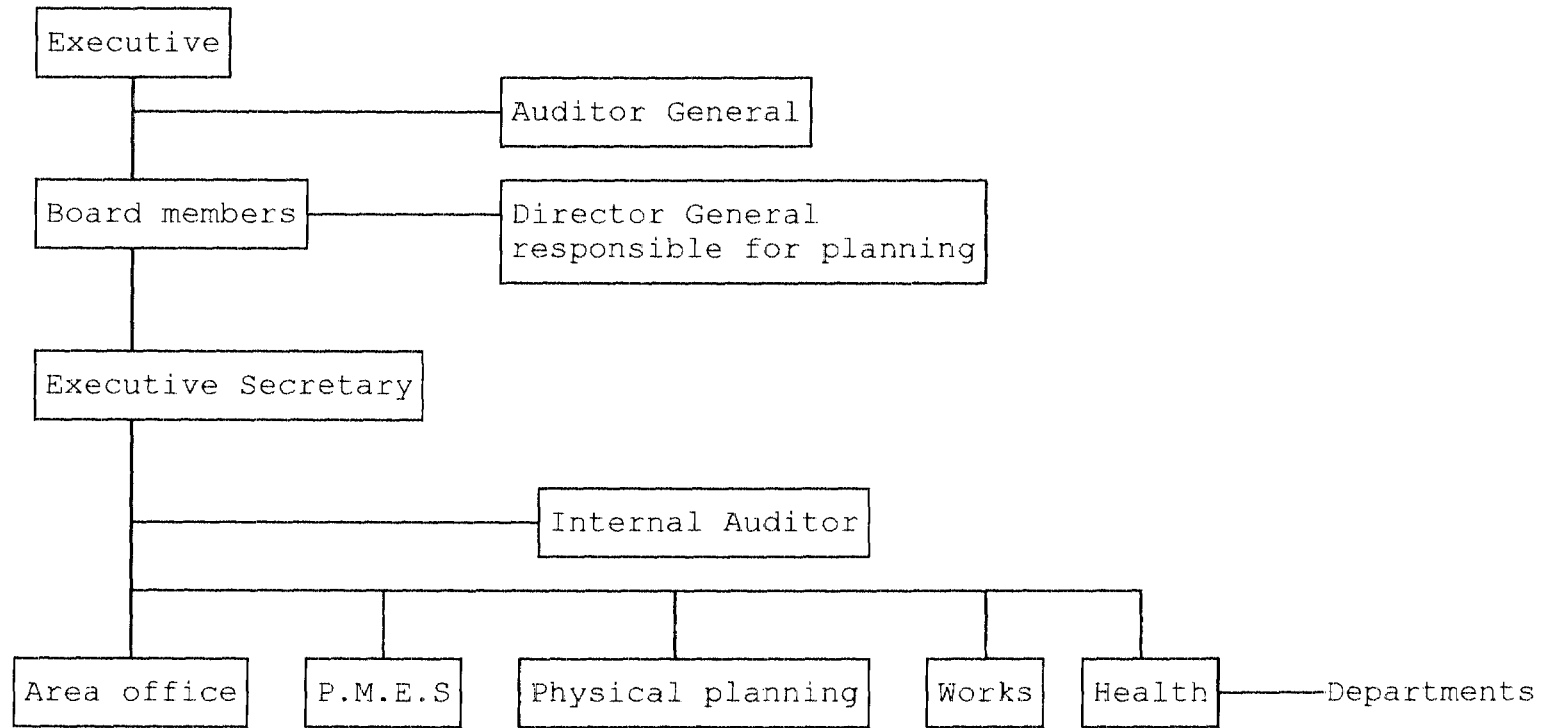 Executive
Auditor General
Board members
Director General
responsible for planning
Executive Secretary
Internal Auditor
Area office
P.M.E.S
Physical planning
Works
Health
Departments